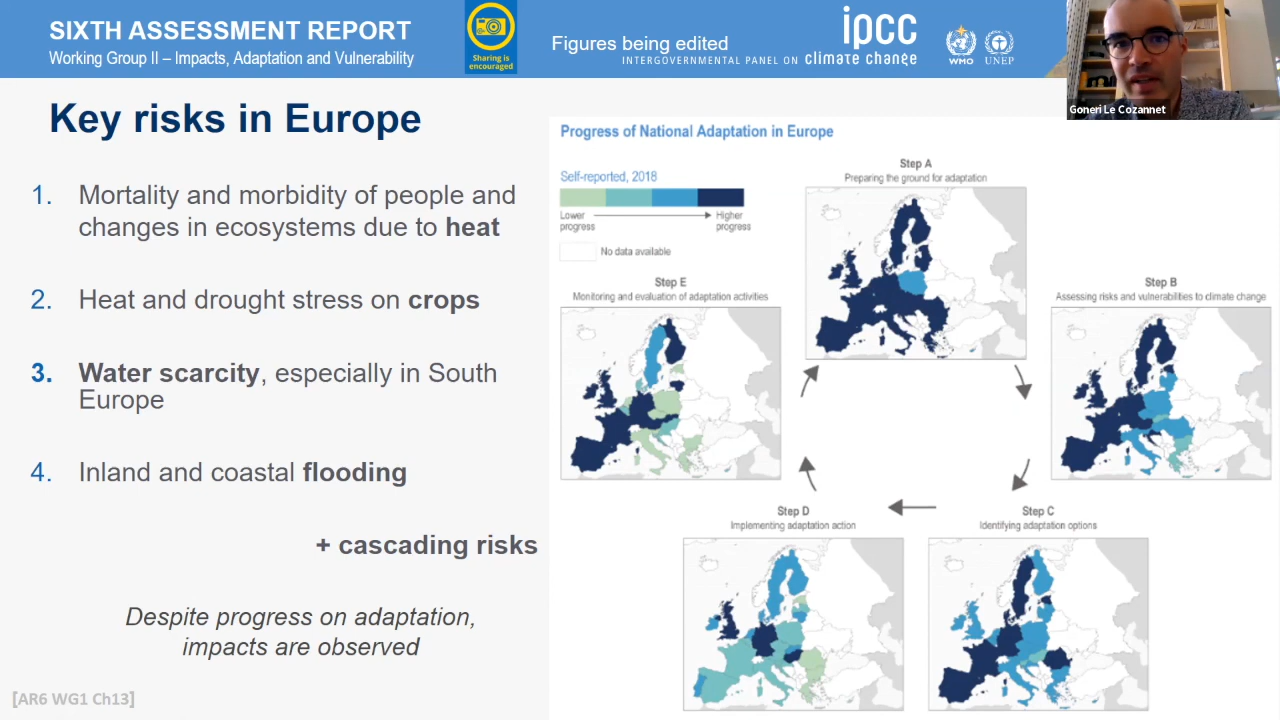 SIXTH ASSESSMENT REPORT
Working Group II – Impacts, Adaptation and Vulnerability
Sharing is
encouraged
Figures being edited
ipcc
INTERGOVERNMENTAL PANEL ON climate change
WMO
UNEP
Goneri Le Cozannet
Key risks in Europe
1. Mortality and morbidity of people and
changes in ecosystems due to heat
2. Heat and drought stress on crops
3. Water scarcity, especially in South
Europe
4. Inland and coastal flooding
+ cascading risks
Despite progress on adaptation,
impacts are observed
[AR6 WG1 Ch13]
Progress of National Adaptation in Europe
Self-reported, 2018
Lower
progress
Higher
progress
No data available
Step A
Preparing the ground for adaptation
Step B
Assessing risks and vulnerabilities to climate change
Step C
Identifying adaptation options
Step D
Implementing adaptation action
Step E
Monitoring and evaluation of adaptation activities